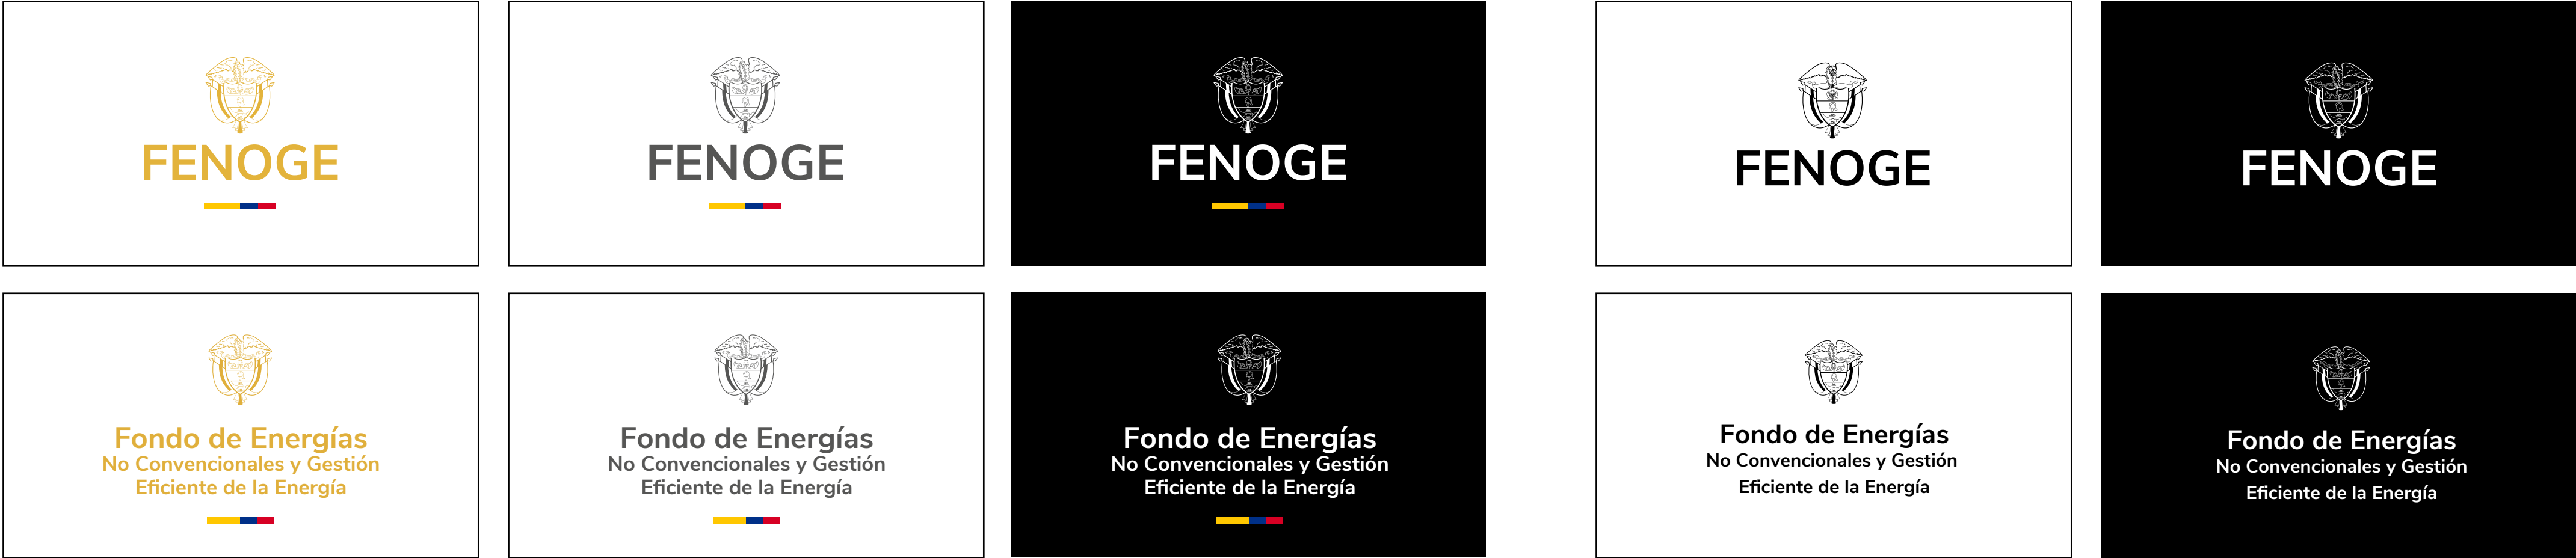 FENOGE
FENOGE
FENOGE
FENOGE
FENOGE
Fondo de Energías
No Convencionales y Gestión
Eficiente de la Energía
Fondo de Energías
No Convencionales y Gestión
Eficiente de la Energía
Fondo de Energías
No Convencionales y Gestión
Eficiente de la Energía
Fondo de Energías
No Convencionales y Gestión
Eficiente de la Energía
Fondo de Energías
No Convencionales y Gestión
Eficiente de la Energía